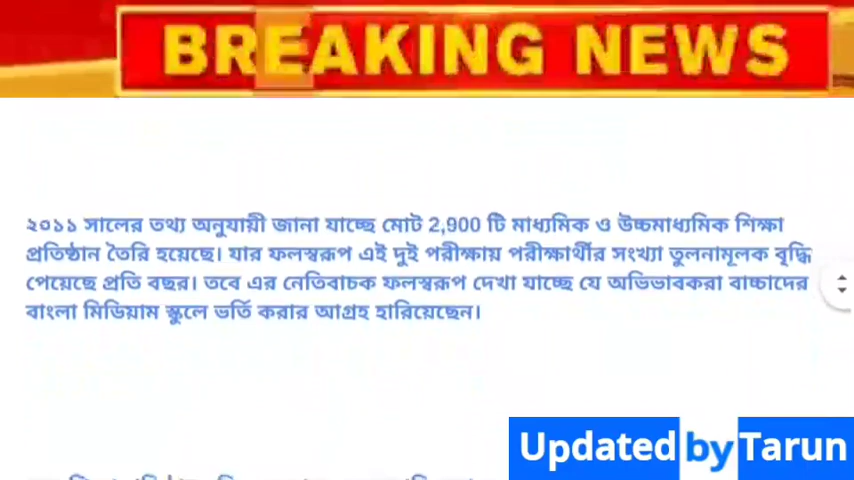 BREAKING NEWS
২০১১ সালের তথ্য অনুযায়ী জানা যাচ্ছে মোট 2,900 টি মাধ্যমিক ও উচ্চমাধ্যমিক শিক্ষা
প্রতিষ্ঠান তৈরি হয়েছে। যার ফলস্বরূপ এই দুই পরীক্ষায় পরীক্ষার্থীর সংখ্যা তুলনামূলক বৃদ্ধি
পেয়েছে প্রতি বছর। তবে এর নেতিবাচক ফলস্বরূপ দেখা যাচ্ছে যে অভিভাবকরা বাচ্চাদের
বাংলা মিডিয়াম স্কুলে ভর্তি করার আগ্রহ হারিয়েছেন।
Updated by Tarun